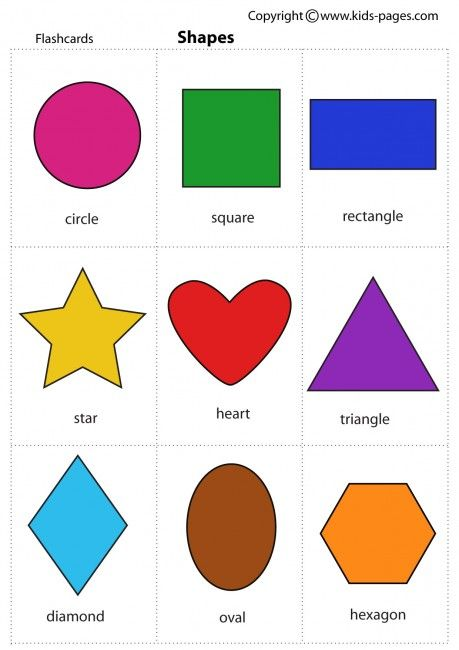 Copyright © www.kids-pages.com
Flashcards
Shapes
circle
square
rectangle
star
heart
triangle
diamond
oval
hexagon